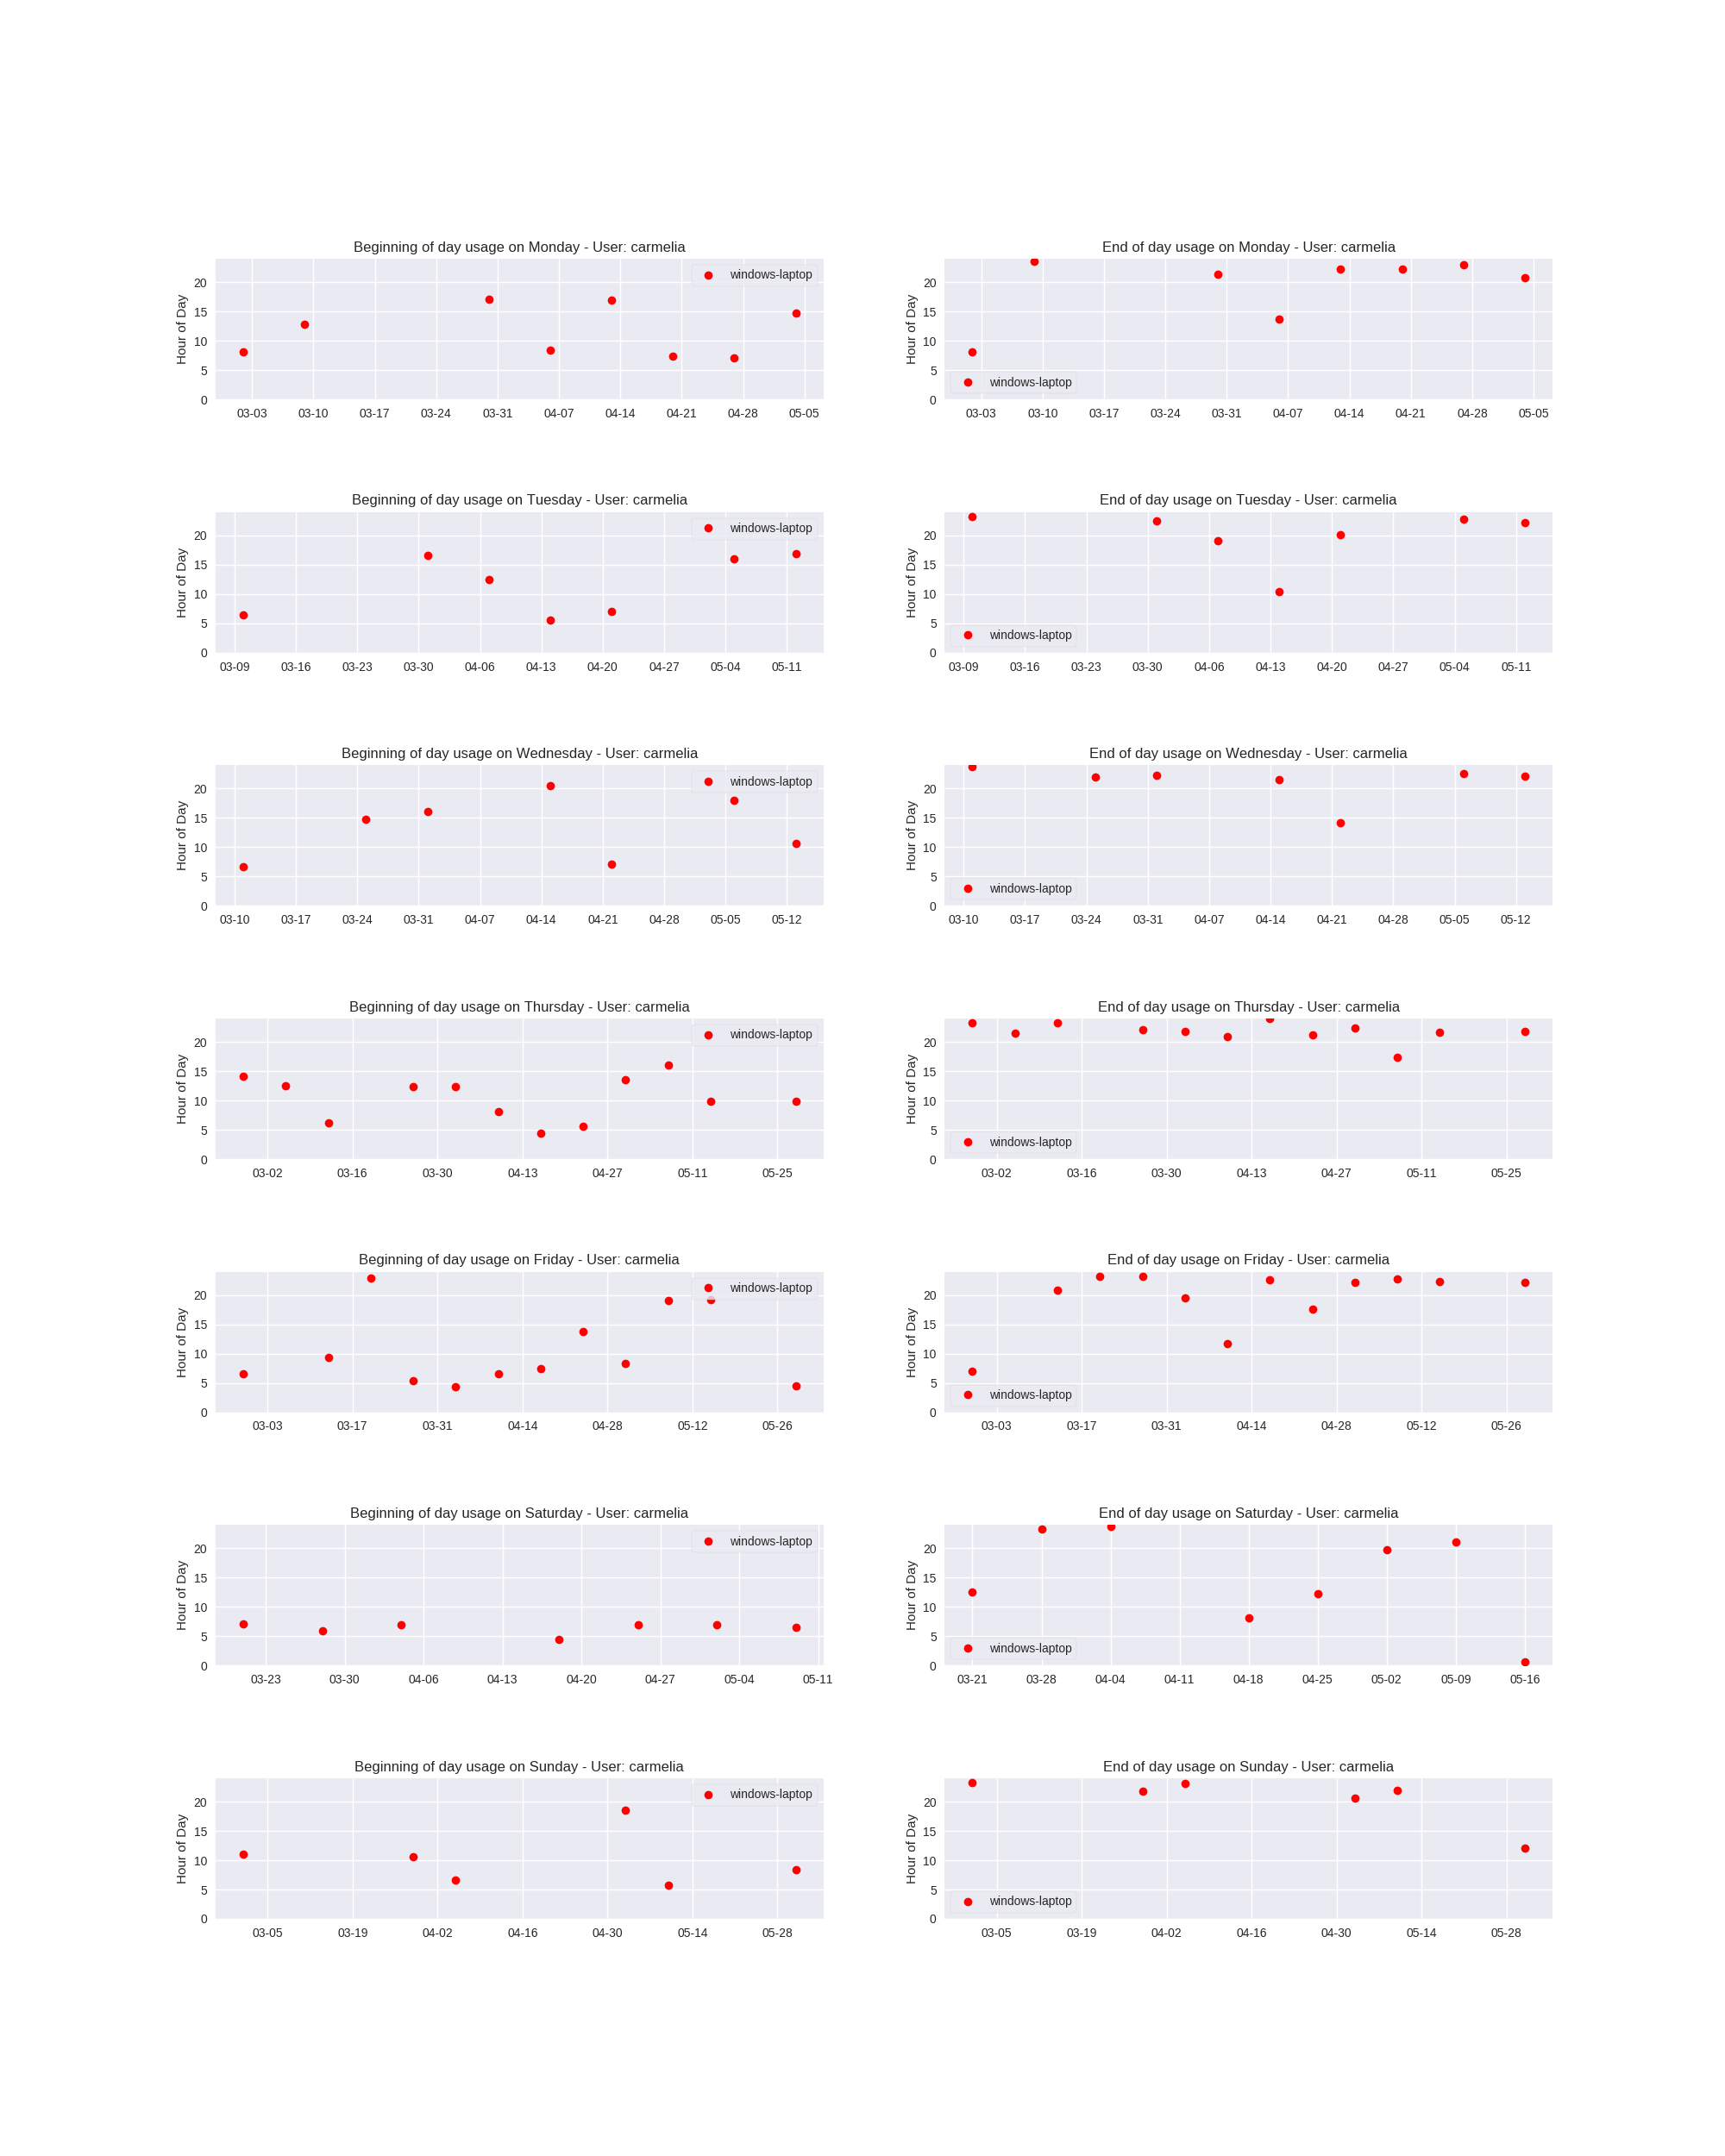 Beginning of day usage on Monday - User: carmelia
Hour of Day
20
15
10
5
0
windows-laptop
03-03 03-10 03-17 03-24 03-31 04-07 04-14 04-21 04-28 05-05
End of day usage on Monday - User: carmelia
Hour of Day
20
15
10
5
0
windows-laptop
03-03 03-10 03-17 03-24 03-31 04-07 04-14 04-21 04-28 05-05
Beginning of day usage on Tuesday - User: carmelia
Hour of Day
20
15
10
5
0
windows-laptop
03-09 03-16 03-23 03-30 04-06 04-13 04-20 04-27 05-04 05-11
End of day usage on Tuesday - User: carmelia
Hour of Day
20
15
10
5
0
windows-laptop
03-09 03-16 03-23 03-30 04-06 04-13 04-20 04-27 05-04 05-11
Beginning of day usage on Wednesday - User: carmelia
Hour of Day
20
15
10
5
0
windows-laptop
03-10 03-17 03-24 03-31 04-07 04-14 04-21 04-28 05-05 05-12
End of day usage on Wednesday - User: carmelia
Hour of Day
20
15
10
5
0
windows-laptop
03-10 03-17 03-24 03-31 04-07 04-14 04-21 04-28 05-05 05-12
Beginning of day usage on Thursday - User: carmelia
Hour of Day
20
15
10
5
0
windows-laptop
03-02 03-16 03-30 04-13 04-27 05-11 05-25
End of day usage on Thursday - User: carmelia
Hour of Day
20
15
10
5
0
windows-laptop
03-02 03-16 03-30 04-13 04-27 05-11 05-25
Beginning of day usage on Friday - User: carmelia
Hour of Day
20
15
10
5
0
windows-laptop
03-03 03-17 03-31 04-14 04-28 05-12 05-26
End of day usage on Friday - User: carmelia
Hour of Day
20
15
10
5
0
windows-laptop
03-03 03-17 03-31 04-14 04-28 05-12 05-26
Beginning of day usage on Saturday - User: carmelia
Hour of Day
20
15
10
5
0
windows-laptop
03-23 03-30 04-06 04-13 04-20 04-27 05-04 05-11
End of day usage on Saturday - User: carmelia
Hour of Day
20
15
10
5
0
windows-laptop
03-21 03-28 04-04 04-11 04-18 04-25 05-02 05-09 05-16
Beginning of day usage on Sunday - User: carmelia
Hour of Day
20
15
10
5
0
windows-laptop
03-05 03-19 04-02 04-16 04-30 05-14 05-28
End of day usage on Sunday - User: carmelia
Hour of Day
20
15
10
5
0
windows-laptop
03-05 03-19 04-02 04-16 04-30 05-14 05-28